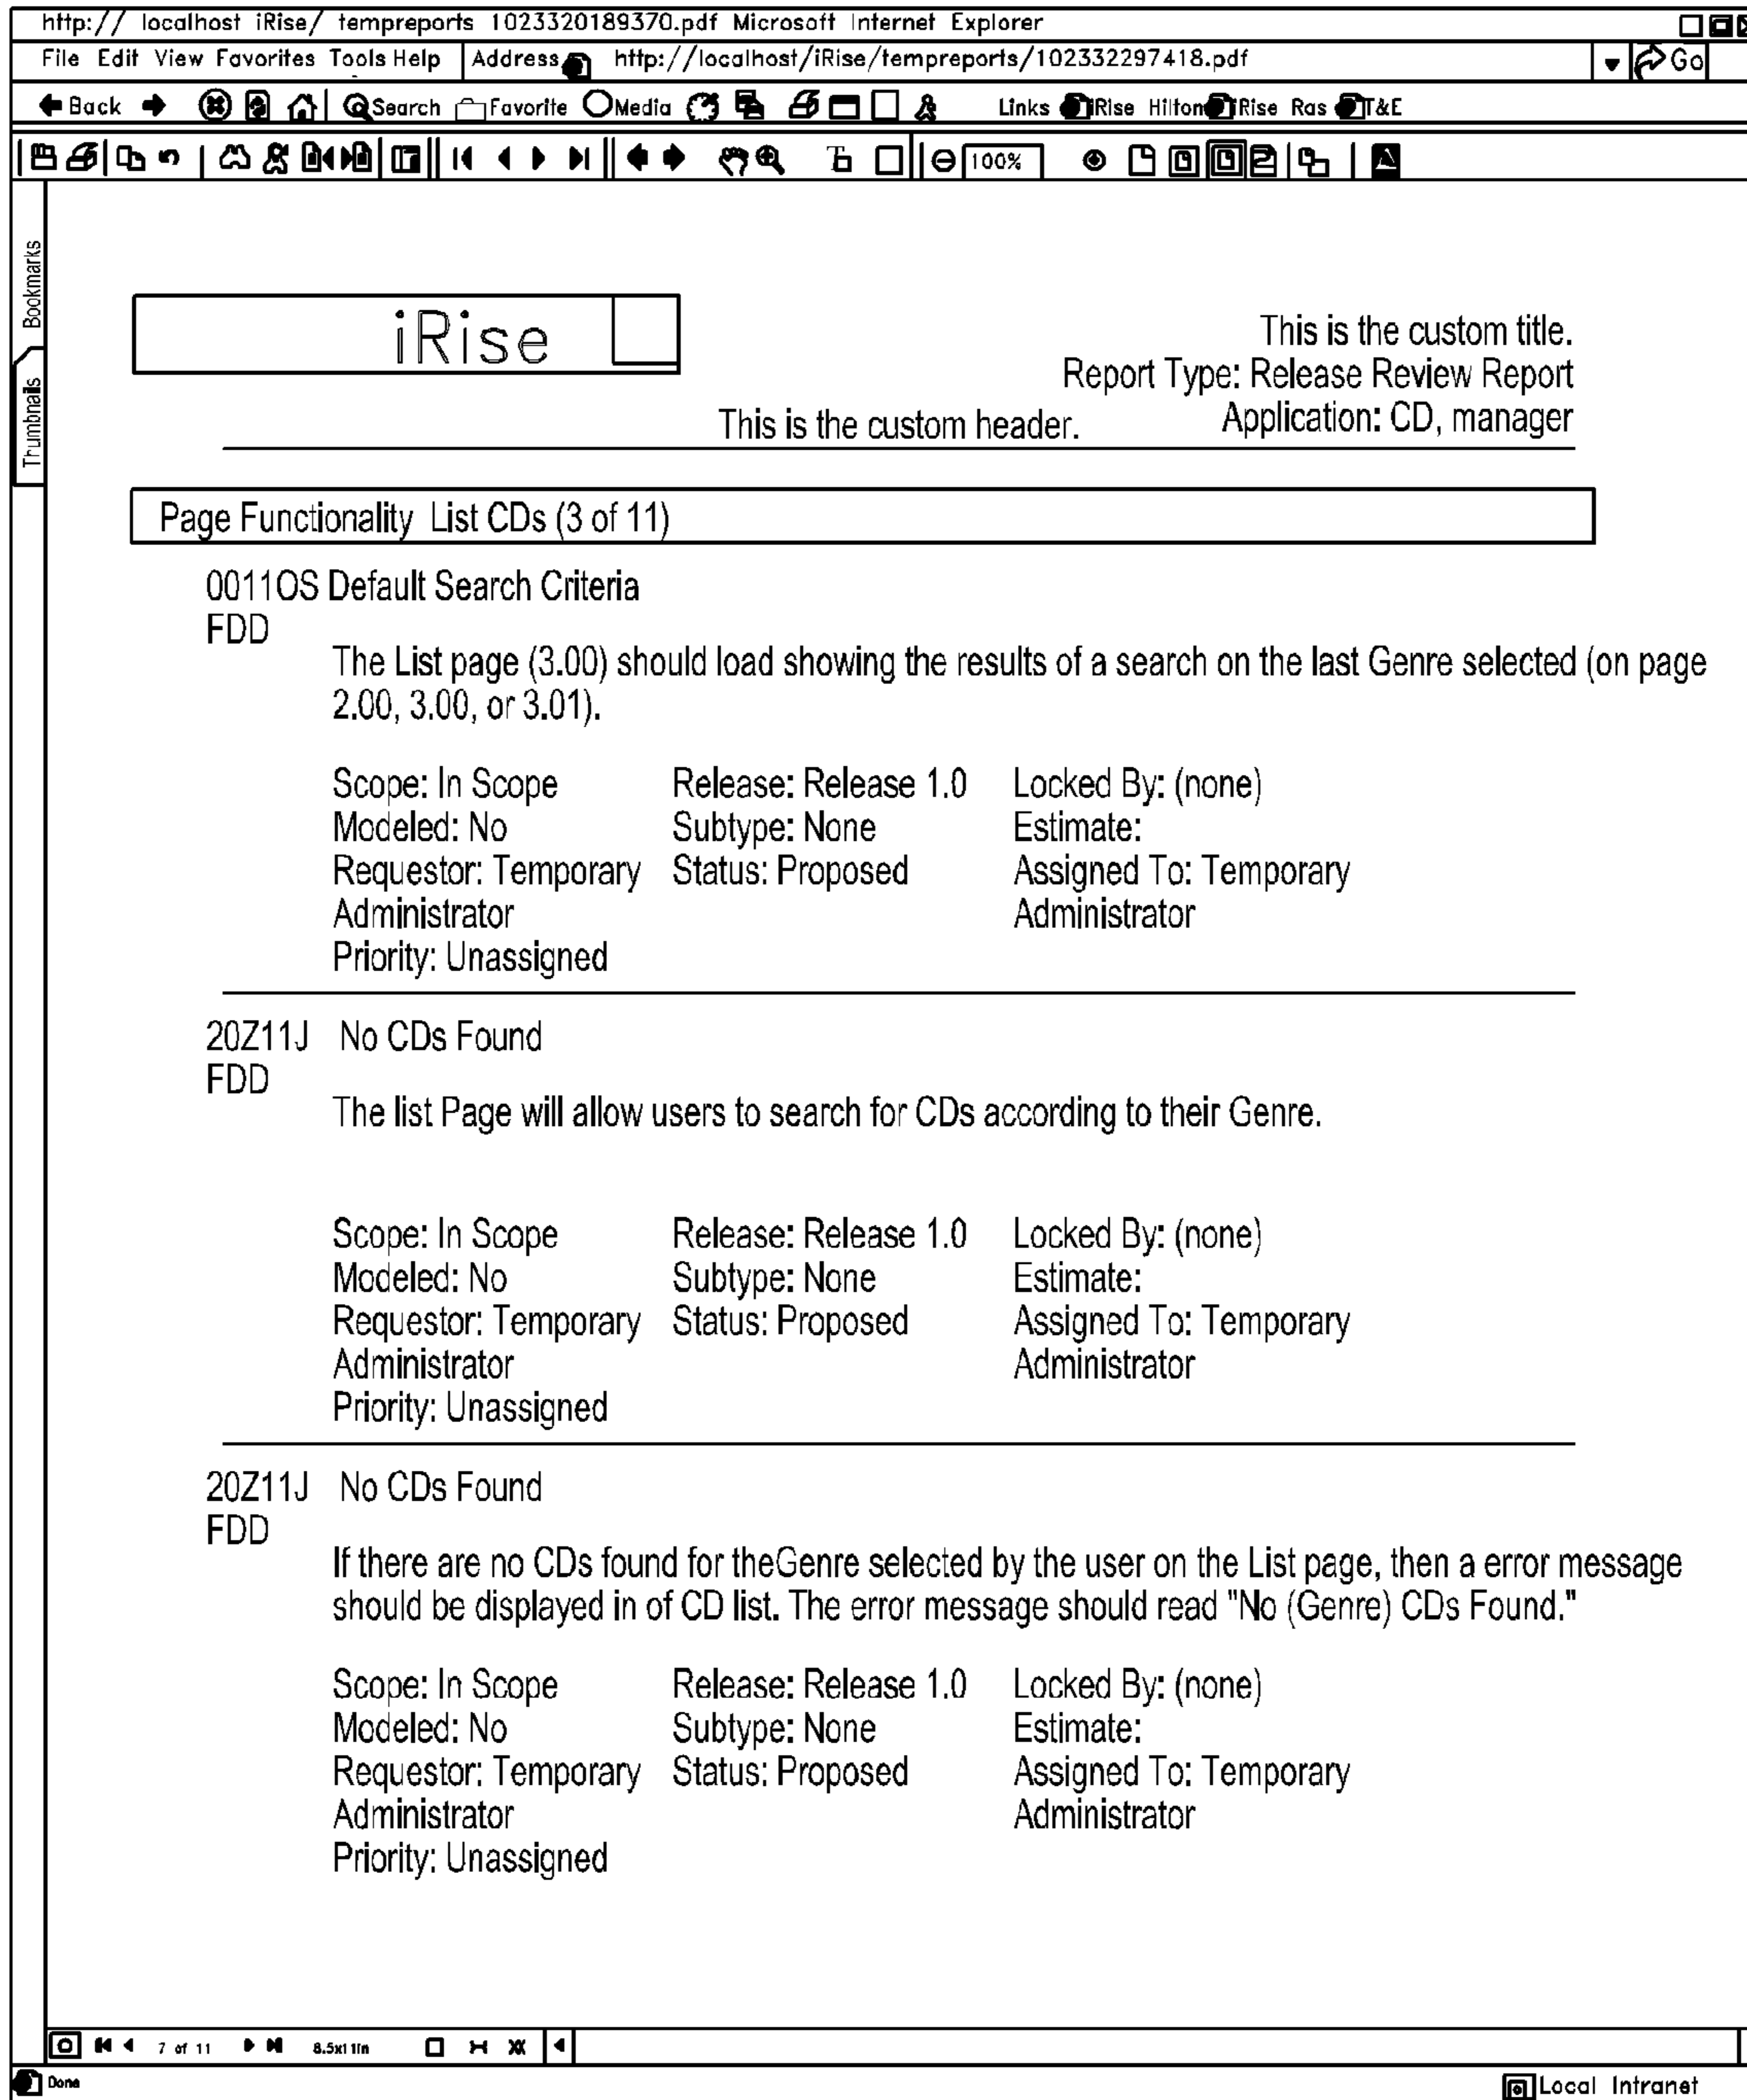 http:// localhost iRise/ tempreports 1023320189370.pdf Microsoft Internet Explorer
File Edit View Favorites Tools Help Address http://localhost/iRise/tempreports/102332297418.pdf Go
Back Search Favorite Media Links iRise Hilton iRise Ras T&E
100%
Bookmarks
Thumbnails
iRise
This is the custom title.
Report Type: Release Review Report
This is the custom header. Application: CD, manager
Page Functionality List CDs (3 of 11)
0011OS Default Search Criteria
FDD
The List page (3.00) should load showing the results of a search on the last Genre selected (on page
2.00, 3.00, or 3.01).
Scope: In Scope Release: Release 1.0 Locked By: (none)
Modeled: No Subtype: None Estimate:
Requestor: Temporary Status: Proposed Assigned To: Temporary
Administrator Administrator
Priority: Unassigned
20Z11J No CDs Found
FDD
The list Page will allow users to search for CDs according to their Genre.
Scope: In Scope Release: Release 1.0 Locked By: (none)
Modeled: No Subtype: None Estimate:
Requestor: Temporary Status: Proposed Assigned To: Temporary
Administrator Administrator
Priority: Unassigned
20Z11J No CDs Found
FDD
If there are no CDs found for theGenre selected by the user on the List page, then a error message
should be displayed in of CD list. The error message should read "No (Genre) CDs Found."
Scope: In Scope Release: Release 1.0 Locked By: (none)
Modeled: No Subtype: None Estimate:
Requestor: Temporary Status: Proposed Assigned To: Temporary
Administrator Administrator
Priority: Unassigned
7 of 11 8.5x11in
Done Local Intranet